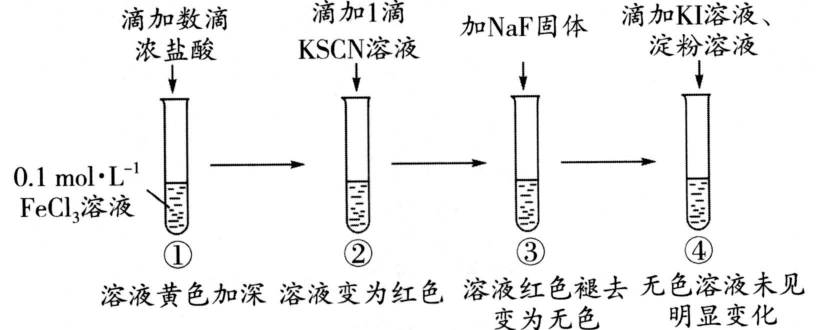 滴加数滴
浓盐酸
滴加1滴
KSCN溶液
加NaF固体
滴加KI溶液、
淀粉溶液
0.1 mol·L⁻¹
FeCl₃溶液
①
②
③
④
溶液黄色加深
溶液变为红色
溶液红色褪去
变为无色
无色溶液未见
明显变化